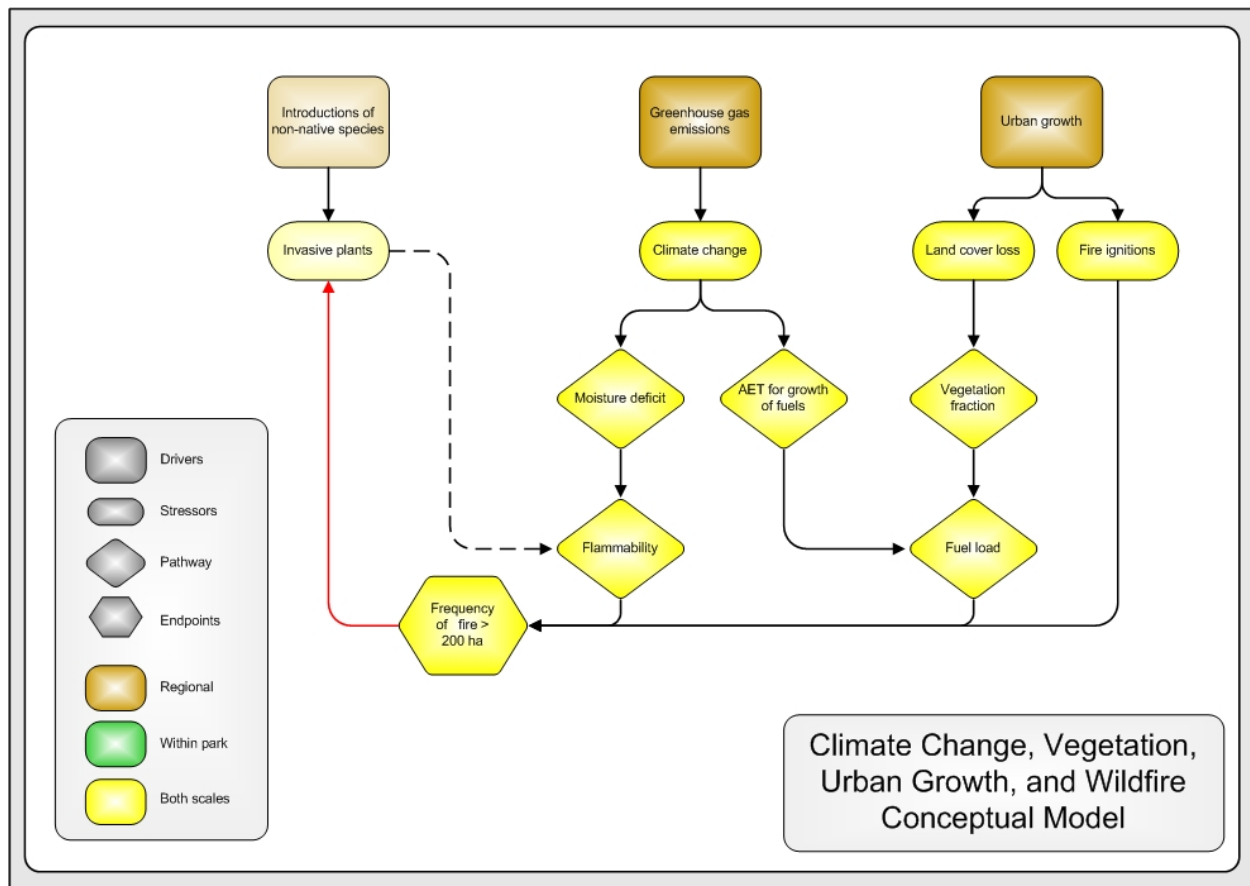 Introductions of
non-native species
Greenhouse gas
emissions
Urban growth
Invasive plants
Climate change
Land cover loss
Fire ignitions
Moisture deficit
AET for growth
of fuels
Vegetation
fraction
Flammability
Fuel load
Frequency
of fire >
200 ha
Drivers
Stressors
Pathway
Endpoints
Regional
Within park
Both scales
Climate Change, Vegetation,
Urban Growth, and Wildfire
Conceptual Model